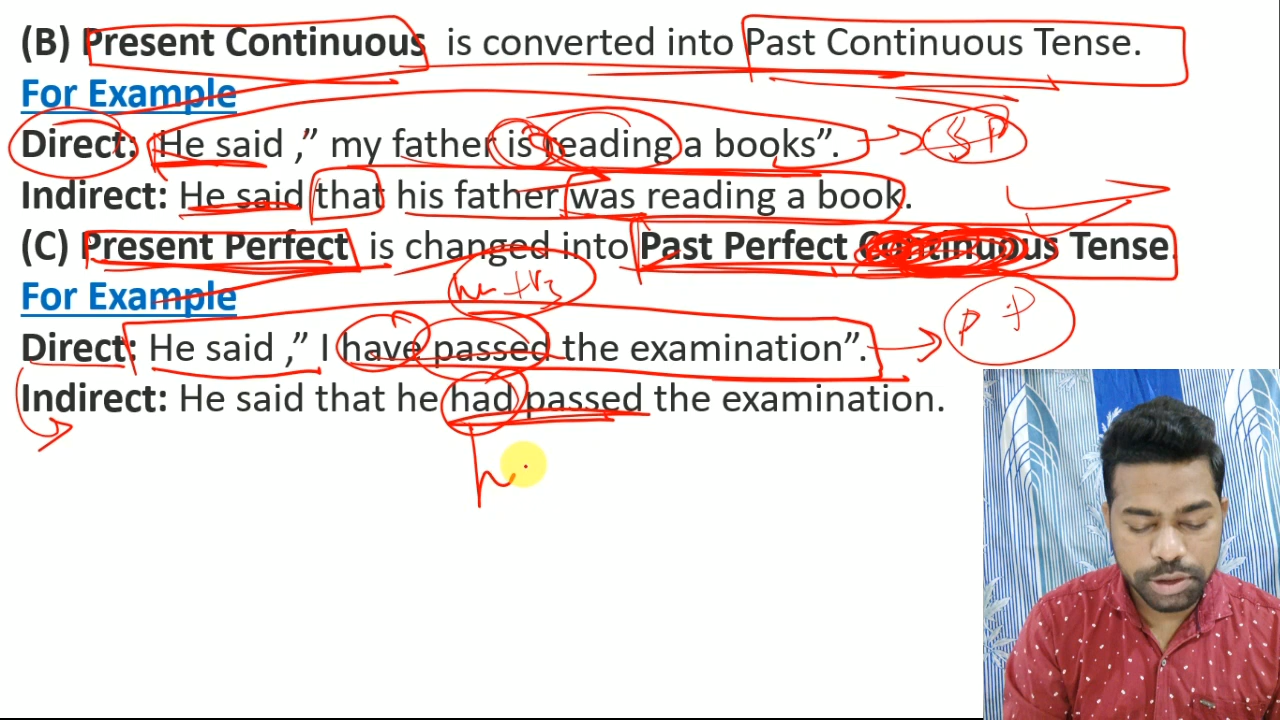 (B) Present Continuous is converted into Past Continuous Tense.
For Example
Direct: He said ,” my father is reading a books”.
Indirect: He said that his father was reading a book.
(C) Present Perfect is changed into Past Perfect Continuous Tense.
For Example
Direct: He said ,” I have passed the examination”.
Indirect: He said that he had passed the examination.